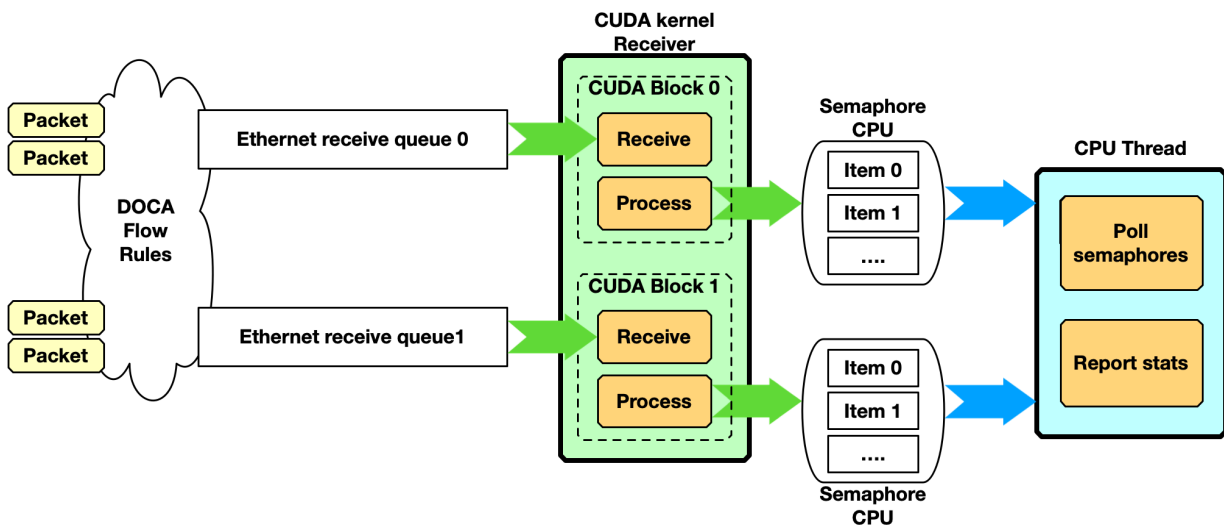 CUDA kernel
Receiver
Packet
Packet
DOCA
Flow
Rules
Packet
Packet
Ethernet receive queue 0
Ethernet receive queue1
CUDA Block 0
Receive
Process
CUDA Block 1
Receive
Process
Semaphore
CPU
Item 0
Item 1
....
Item 0
Item 1
....
Semaphore
CPU
CPU Thread
Poll
semaphores
Report stats